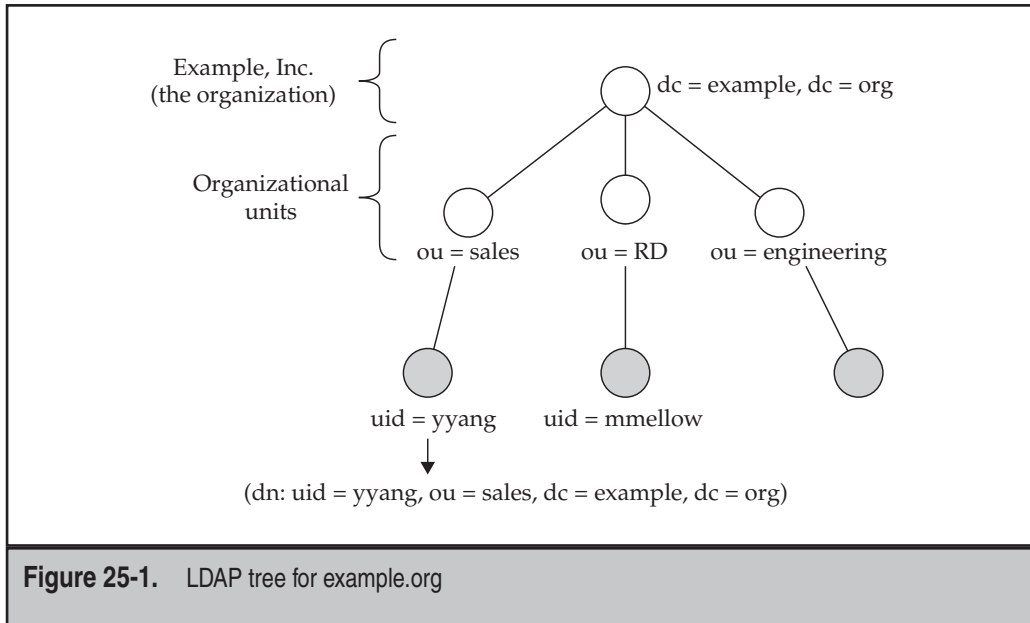 Example, Inc.
(the organization)
dc = example, dc = org
Organizational
units
ou = sales
ou = RD
ou = engineering
uid = yyang
uid = mmellow
(dn: uid = yyang, ou = sales, dc = example, dc = org)
Figure 25-1. LDAP tree for example.org